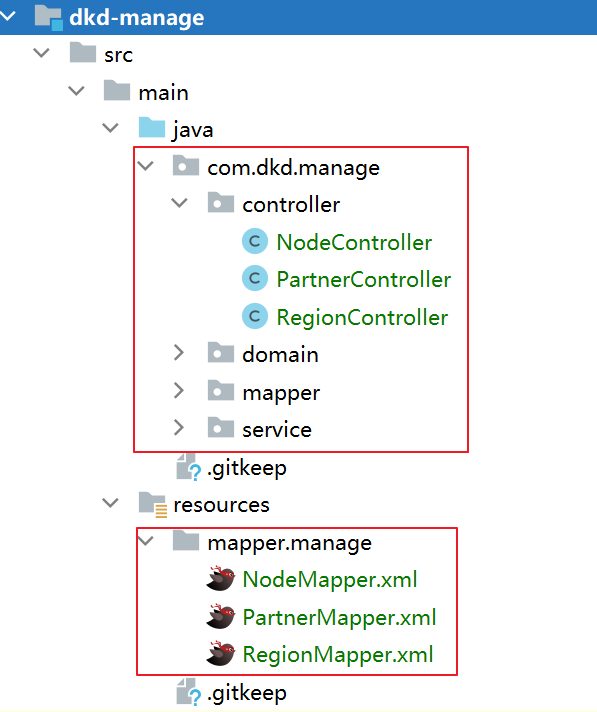 dkd-manage
src
main
java
com.dkd.manage
controller
C NodeController
C PartnerController
C RegionController
domain
mapper
service
? .gitkeep
resources
mapper.manage
NodeMapper.xml
PartnerMapper.xml
RegionMapper.xml
? .gitkeep